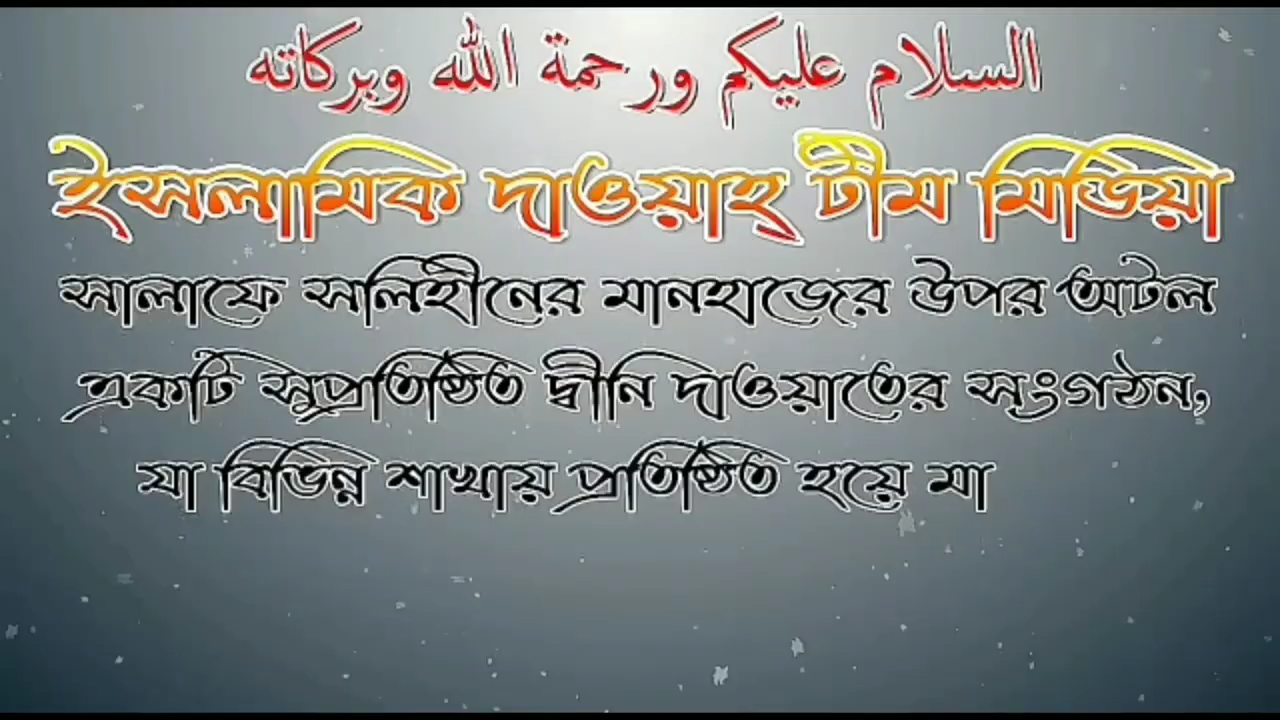 السلام عليكم ورحمة الله وبركاته
ইসলামিক দাওয়াহ্ টীম মিডিয়া
সালাফে সলিহীনের মানহাজের উপর অটল
একটি সুপ্রতিষ্ঠিত দ্বীনি দাওয়াতের সংগঠন,
যা বিভিন্ন শাখায় প্রতিষ্ঠিত হয়ে মা